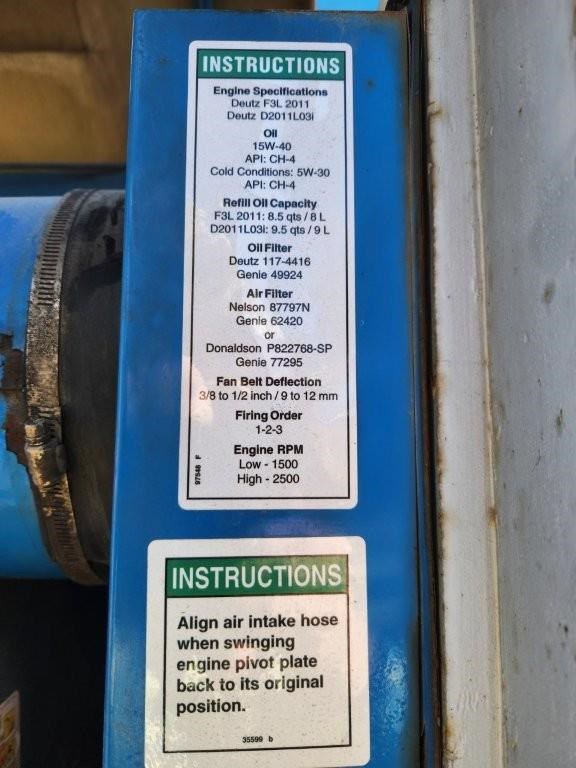 INSTRUCTIONS
Engine Specifications
Deutz F3L 2011
Deutz D2011L03i
Oil
15W-40
API: CH-4
Cold Conditions: 5W-30
API: CH-4
Refill Oil Capacity
F3L 2011: 8.5 qts / 8 L
D2011L03i: 9.5 qts / 9 L
Oil Filter
Deutz 117-4416
Genie 49924
Air Filter
Nelson 87797N
Genie 62420
or
Donaldson P822768-SP
Genie 77295
Fan Belt Deflection
3/8 to 1/2 inch / 9 to 12 mm
Firing Order
1-2-3
Engine RPM
Low - 1500
High - 2500
97548 F
INSTRUCTIONS
Align air intake hose
when swinging
engine pivot plate
back to its original
position.
35599 b